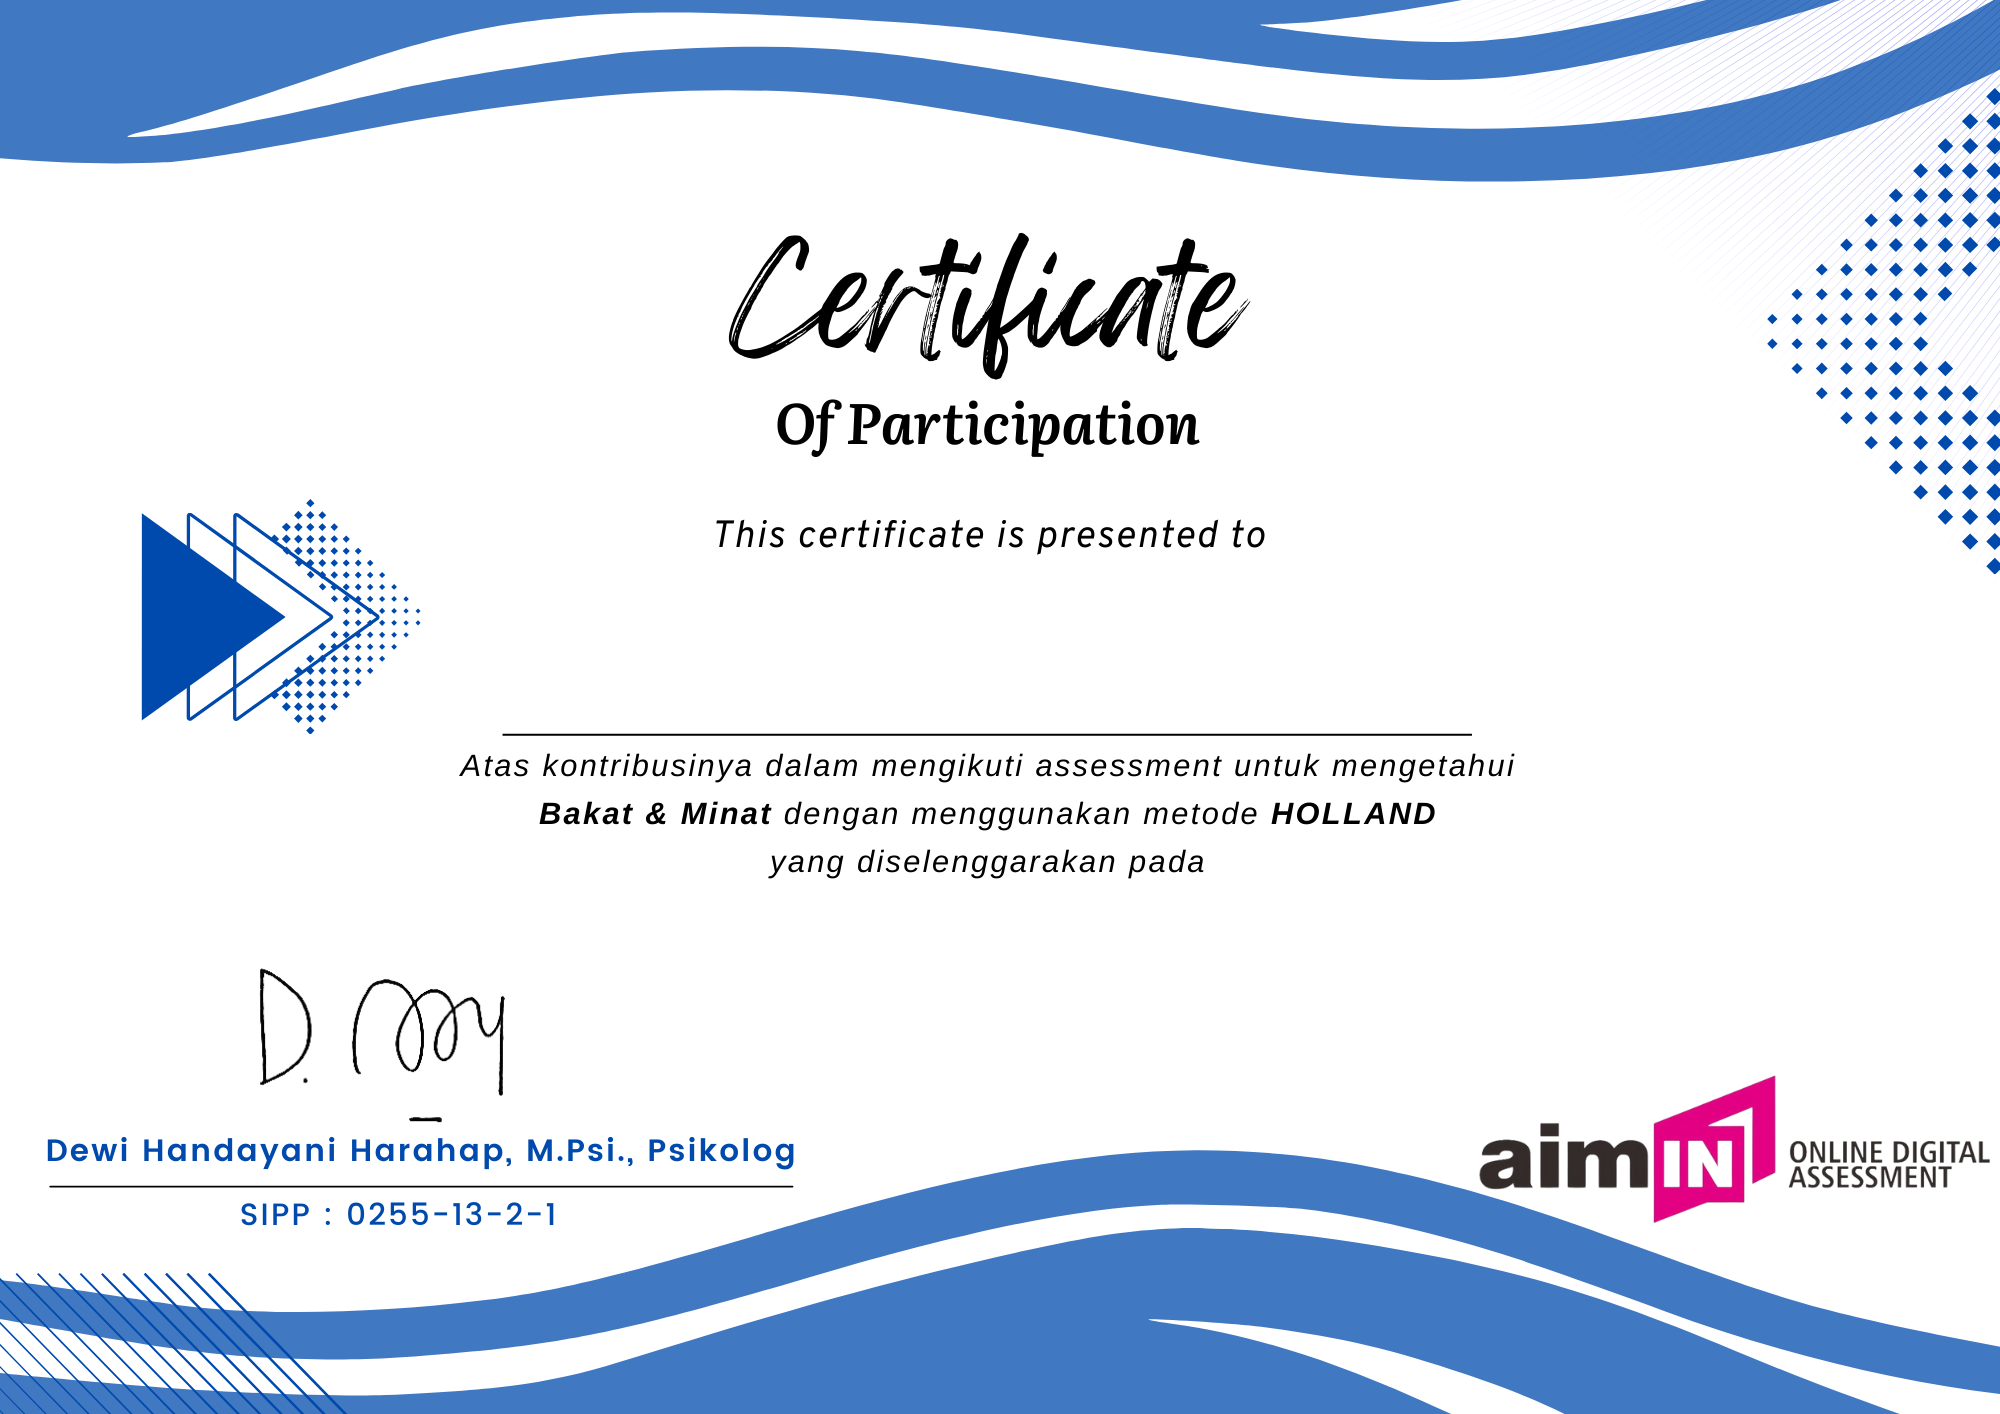 Certificate
Of Participation
This certificate is presented to
Atas kontribusinya dalam mengikuti assessment untuk mengetahui
Bakat & Minat dengan menggunakan metode HOLLAND
yang diselenggarakan pada
Dewi Handayani Harahap, M.Psi., Psikolog
SIPP : 0255-13-2-1
aimIN
ONLINE DIGITAL
ASSESSMENT